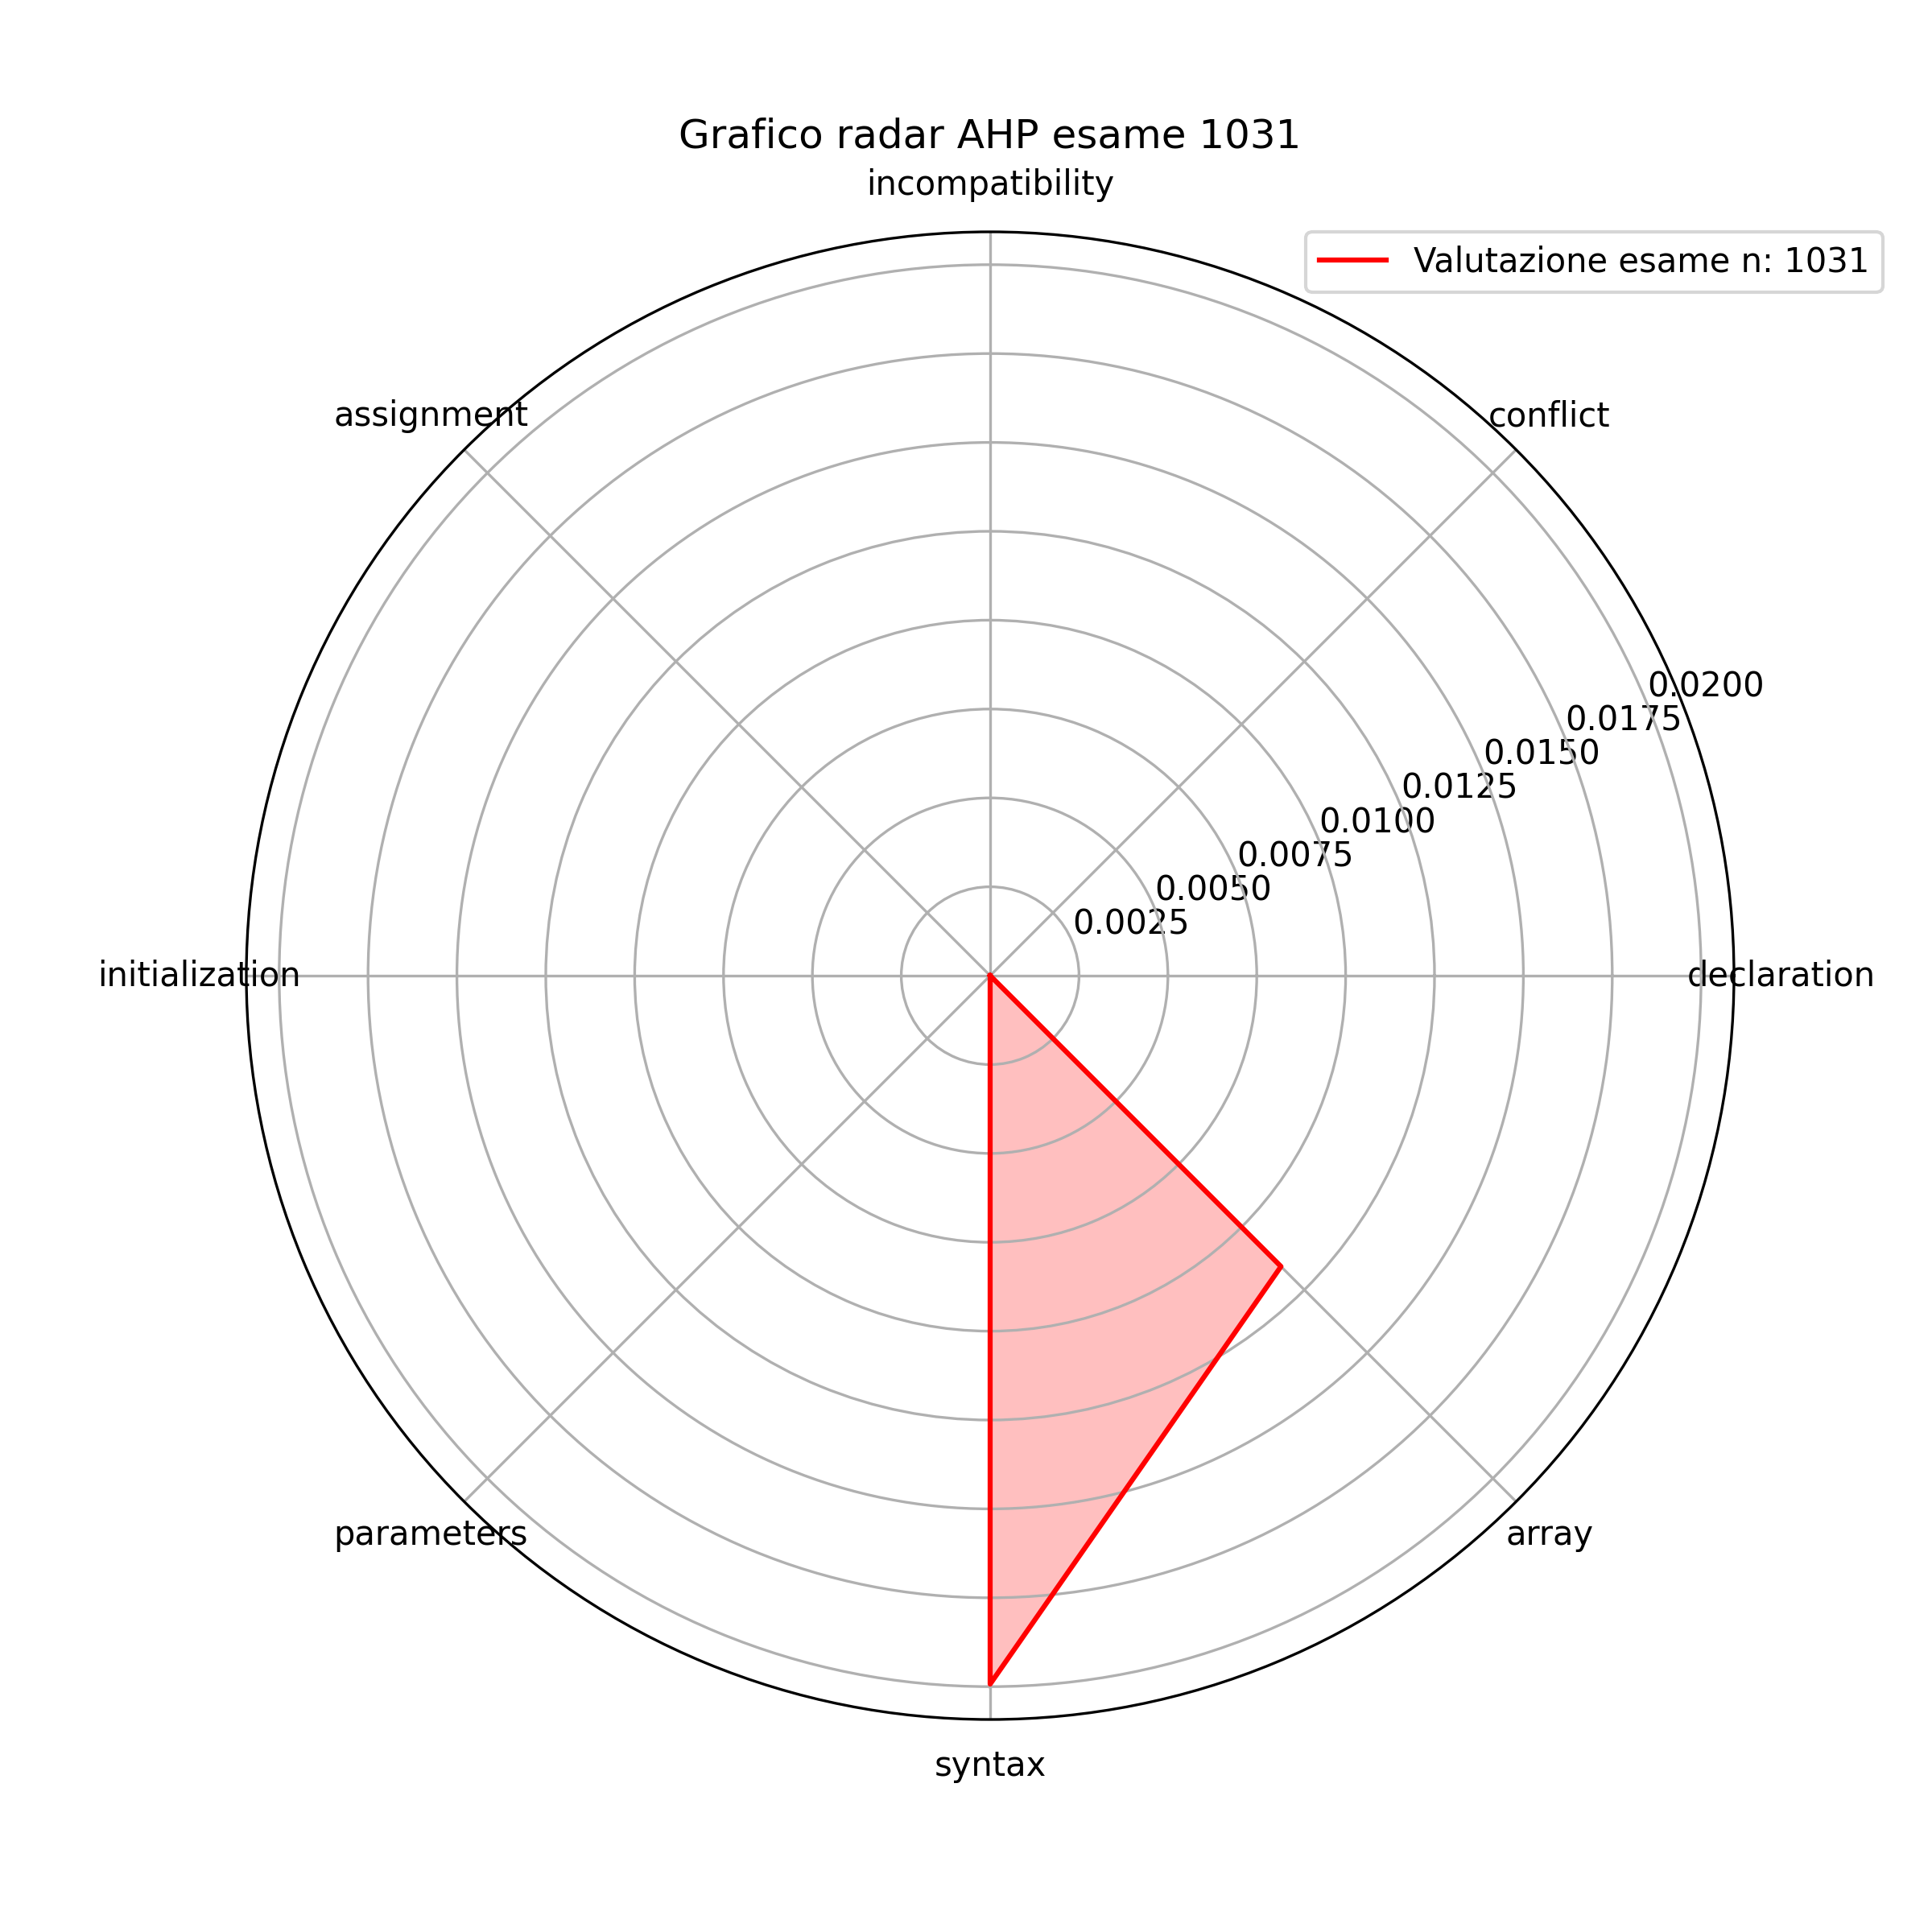 Grafico radar AHP esame 1031
incompatibility
Valutazione esame n: 1031
assignment
conflict
0.0200
0.0175
0.0150
0.0125
0.0100
0.0075
0.0050
0.0025
initialization
declaration
parameters
array
syntax